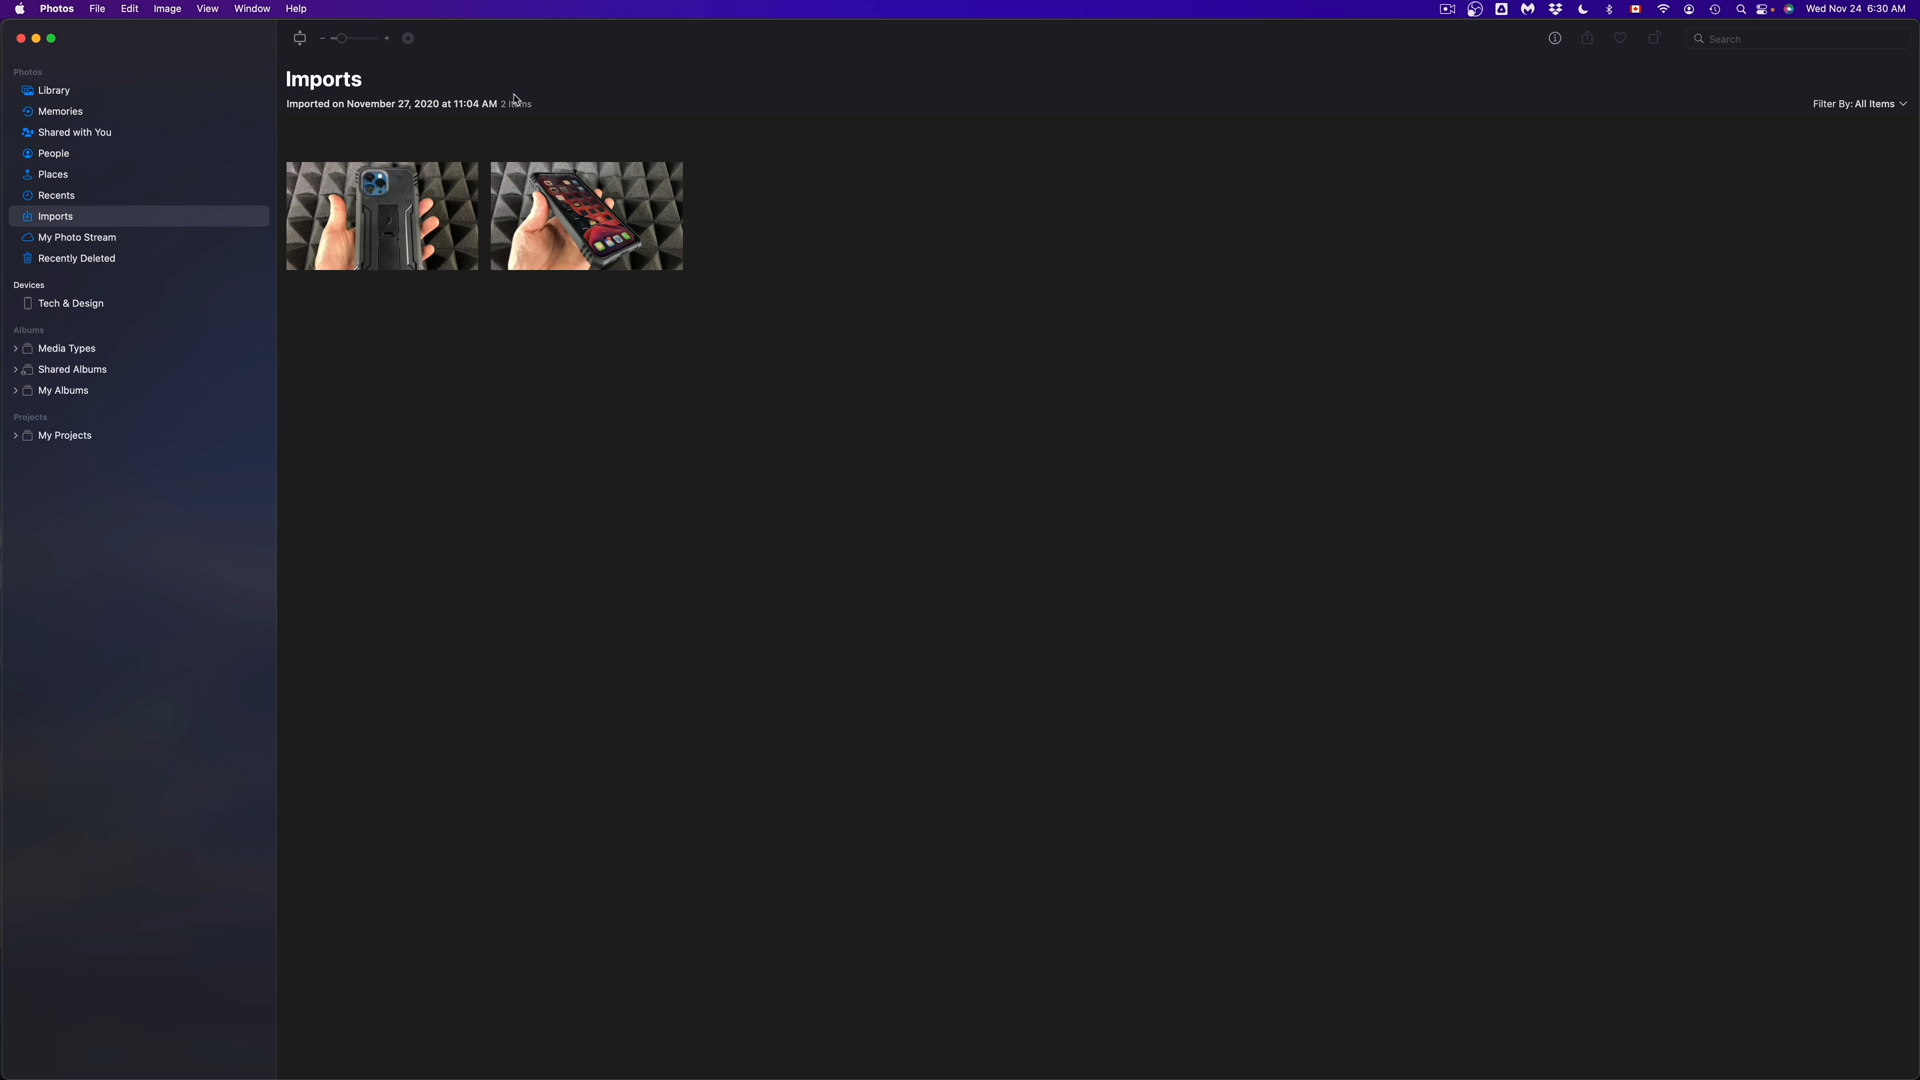 Photos File Edit Image View Window Help Wed Nov 24 6:30 AM
Search
Photos
Library
Memories
Shared with You
People
Places
Recents
Imports
My Photo Stream
Recently Deleted
Devices
Tech & Design
Albums
Media Types
Shared Albums
My Albums
Projects
My Projects
Imports
Imported on November 27, 2020 at 11:04 AM 2 Items
Filter By: All Items